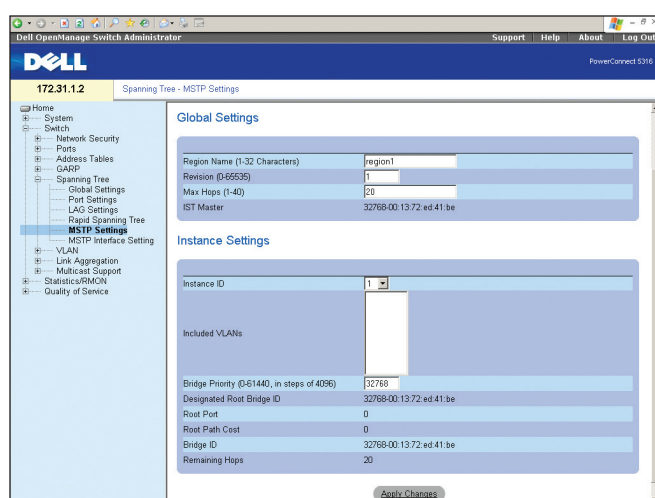 Dell OpenManage Switch Administrator
Support Help About Log Out
DELL
PowerConnect 5316
172.31.1.2
Spanning Tree - MSTP Settings
Home
System
Switch
Network Security
Ports
Address Tables
GARP
Spanning Tree
Global Settings
Port Settings
LAG Settings
Rapid Spanning Tree
MSTP Settings
MSTP Interface Setting
VLAN
Link Aggregation
Multicast Support
Statistics/RMON
Quality of Service
Global Settings
Region Name (1-32 Characters) region1
Revision (0-65535) 1
Max Hops (1-40) 20
IST Master 32768-00:13:72:ed:41:be
Instance Settings
Instance ID 1
Included VLANs
Bridge Priority (0-61440, in steps of 4096) 32768
Designated Root Bridge ID 32768-00:13:72:ed:41:be
Root Port 0
Root Path Cost 0
Bridge ID 32768-00:13:72:ed:41:be
Remaining Hops 20
Apply Changes